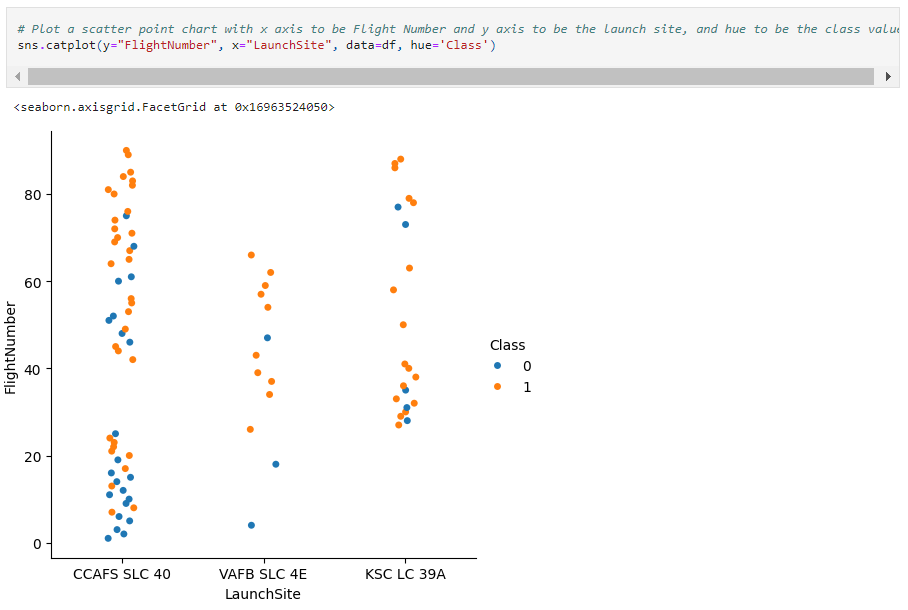 # Plot a scatter point chart with x axis to be Flight Number and y axis to be the launch site, and hue to be the class value
sns.catplot(y="FlightNumber", x="LaunchSite", data=df, hue='Class')
<seaborn.axisgrid.FacetGrid at 0x16963524050>
80
60
40
20
0
FlightNumber
CCAFS SLC 40 VAFB SLC 4E KSC LC 39A
LaunchSite
Class
0
1